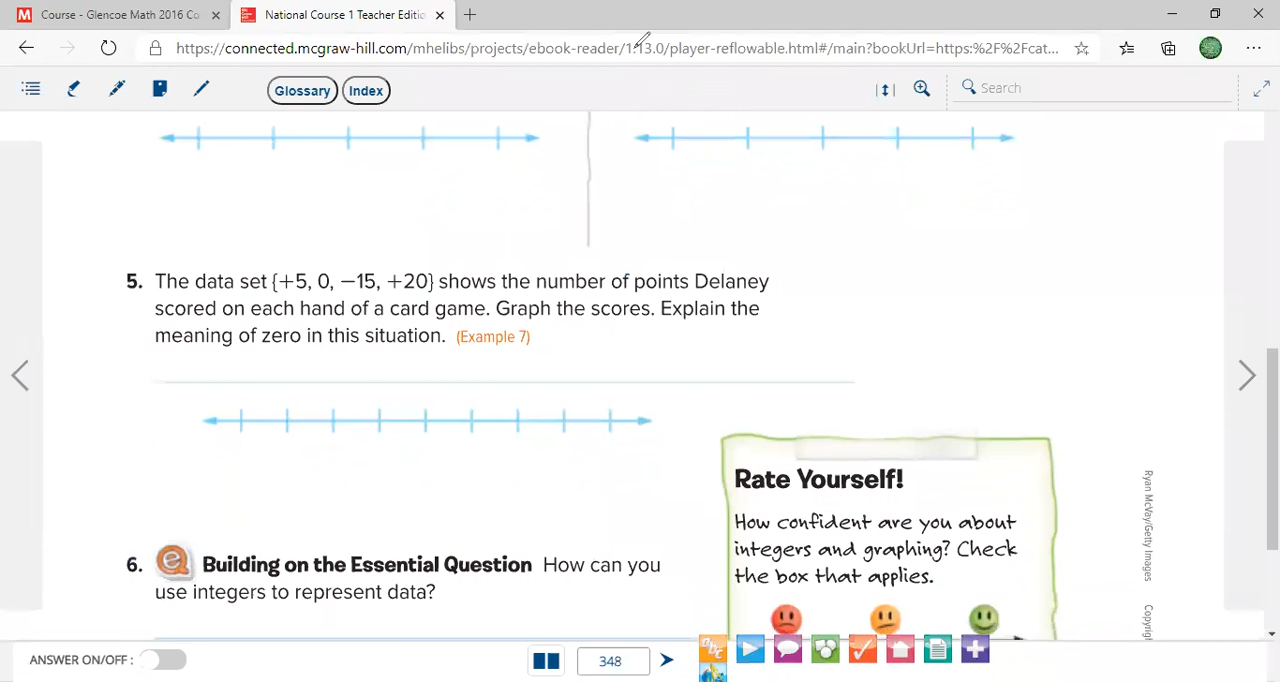 Course - Glencoe Math 2016 Co
National Course 1 Teacher Editio
https://connected.mcgraw-hill.com/mhelibs/projects/ebook-reader/1.13.0/player-reflowable.html#/main?bookUrl=https:%2F%2Fcat...
Glossary
Index
Search
5. The data set {+5, 0, −15, +20} shows the number of points Delaney
scored on each hand of a card game. Graph the scores. Explain the
meaning of zero in this situation. (Example 7)
Rate Yourself!
How confident are you about
integers and graphing? Check
the box that applies.
Ryan McVay/Getty Images
6. Building on the Essential Question How can you
use integers to represent data?
ANSWER ON/OFF :
348